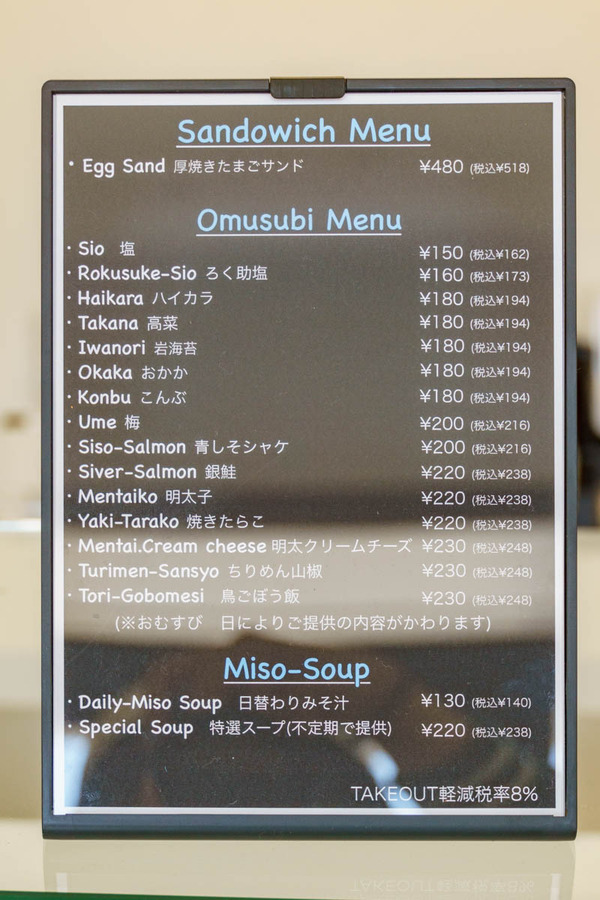 Sandowich Menu
・Egg Sand 厚焼きたまごサンド ¥480 (税込¥518)
Omusubi Menu
・Sio 塩 ¥150 (税込¥162)
・Rokusuke-Sio ろく助塩 ¥160 (税込¥173)
・Haikara ハイカラ ¥180 (税込¥194)
・Takana 高菜 ¥180 (税込¥194)
・Iwanori 岩海苔 ¥180 (税込¥194)
・Okaka おかか ¥180 (税込¥194)
・Konbu こんぶ ¥180 (税込¥194)
・Ume 梅 ¥200 (税込¥216)
・Siso-Salmon 青しそシャケ ¥200 (税込¥216)
・Siver-Salmon 銀鮭 ¥220 (税込¥238)
・Mentaiko 明太子 ¥220 (税込¥238)
・Yaki-Tarako 焼きたらこ ¥220 (税込¥238)
・Mentai.Cream cheese 明太クリームチーズ ¥230 (税込¥248)
・Turimen-Sansyo ちりめん山椒 ¥230 (税込¥248)
・Tori-Gobomesi 鳥ごぼう飯 ¥230 (税込¥248)
(※おむすび 日によりご提供の内容がかわります)
Miso-Soup
・Daily-Miso Soup 日替わりみそ汁 ¥130 (税込¥140)
・Special Soup 特選スープ(不定期で提供) ¥220 (税込¥238)
TAKEOUT軽減税率8%